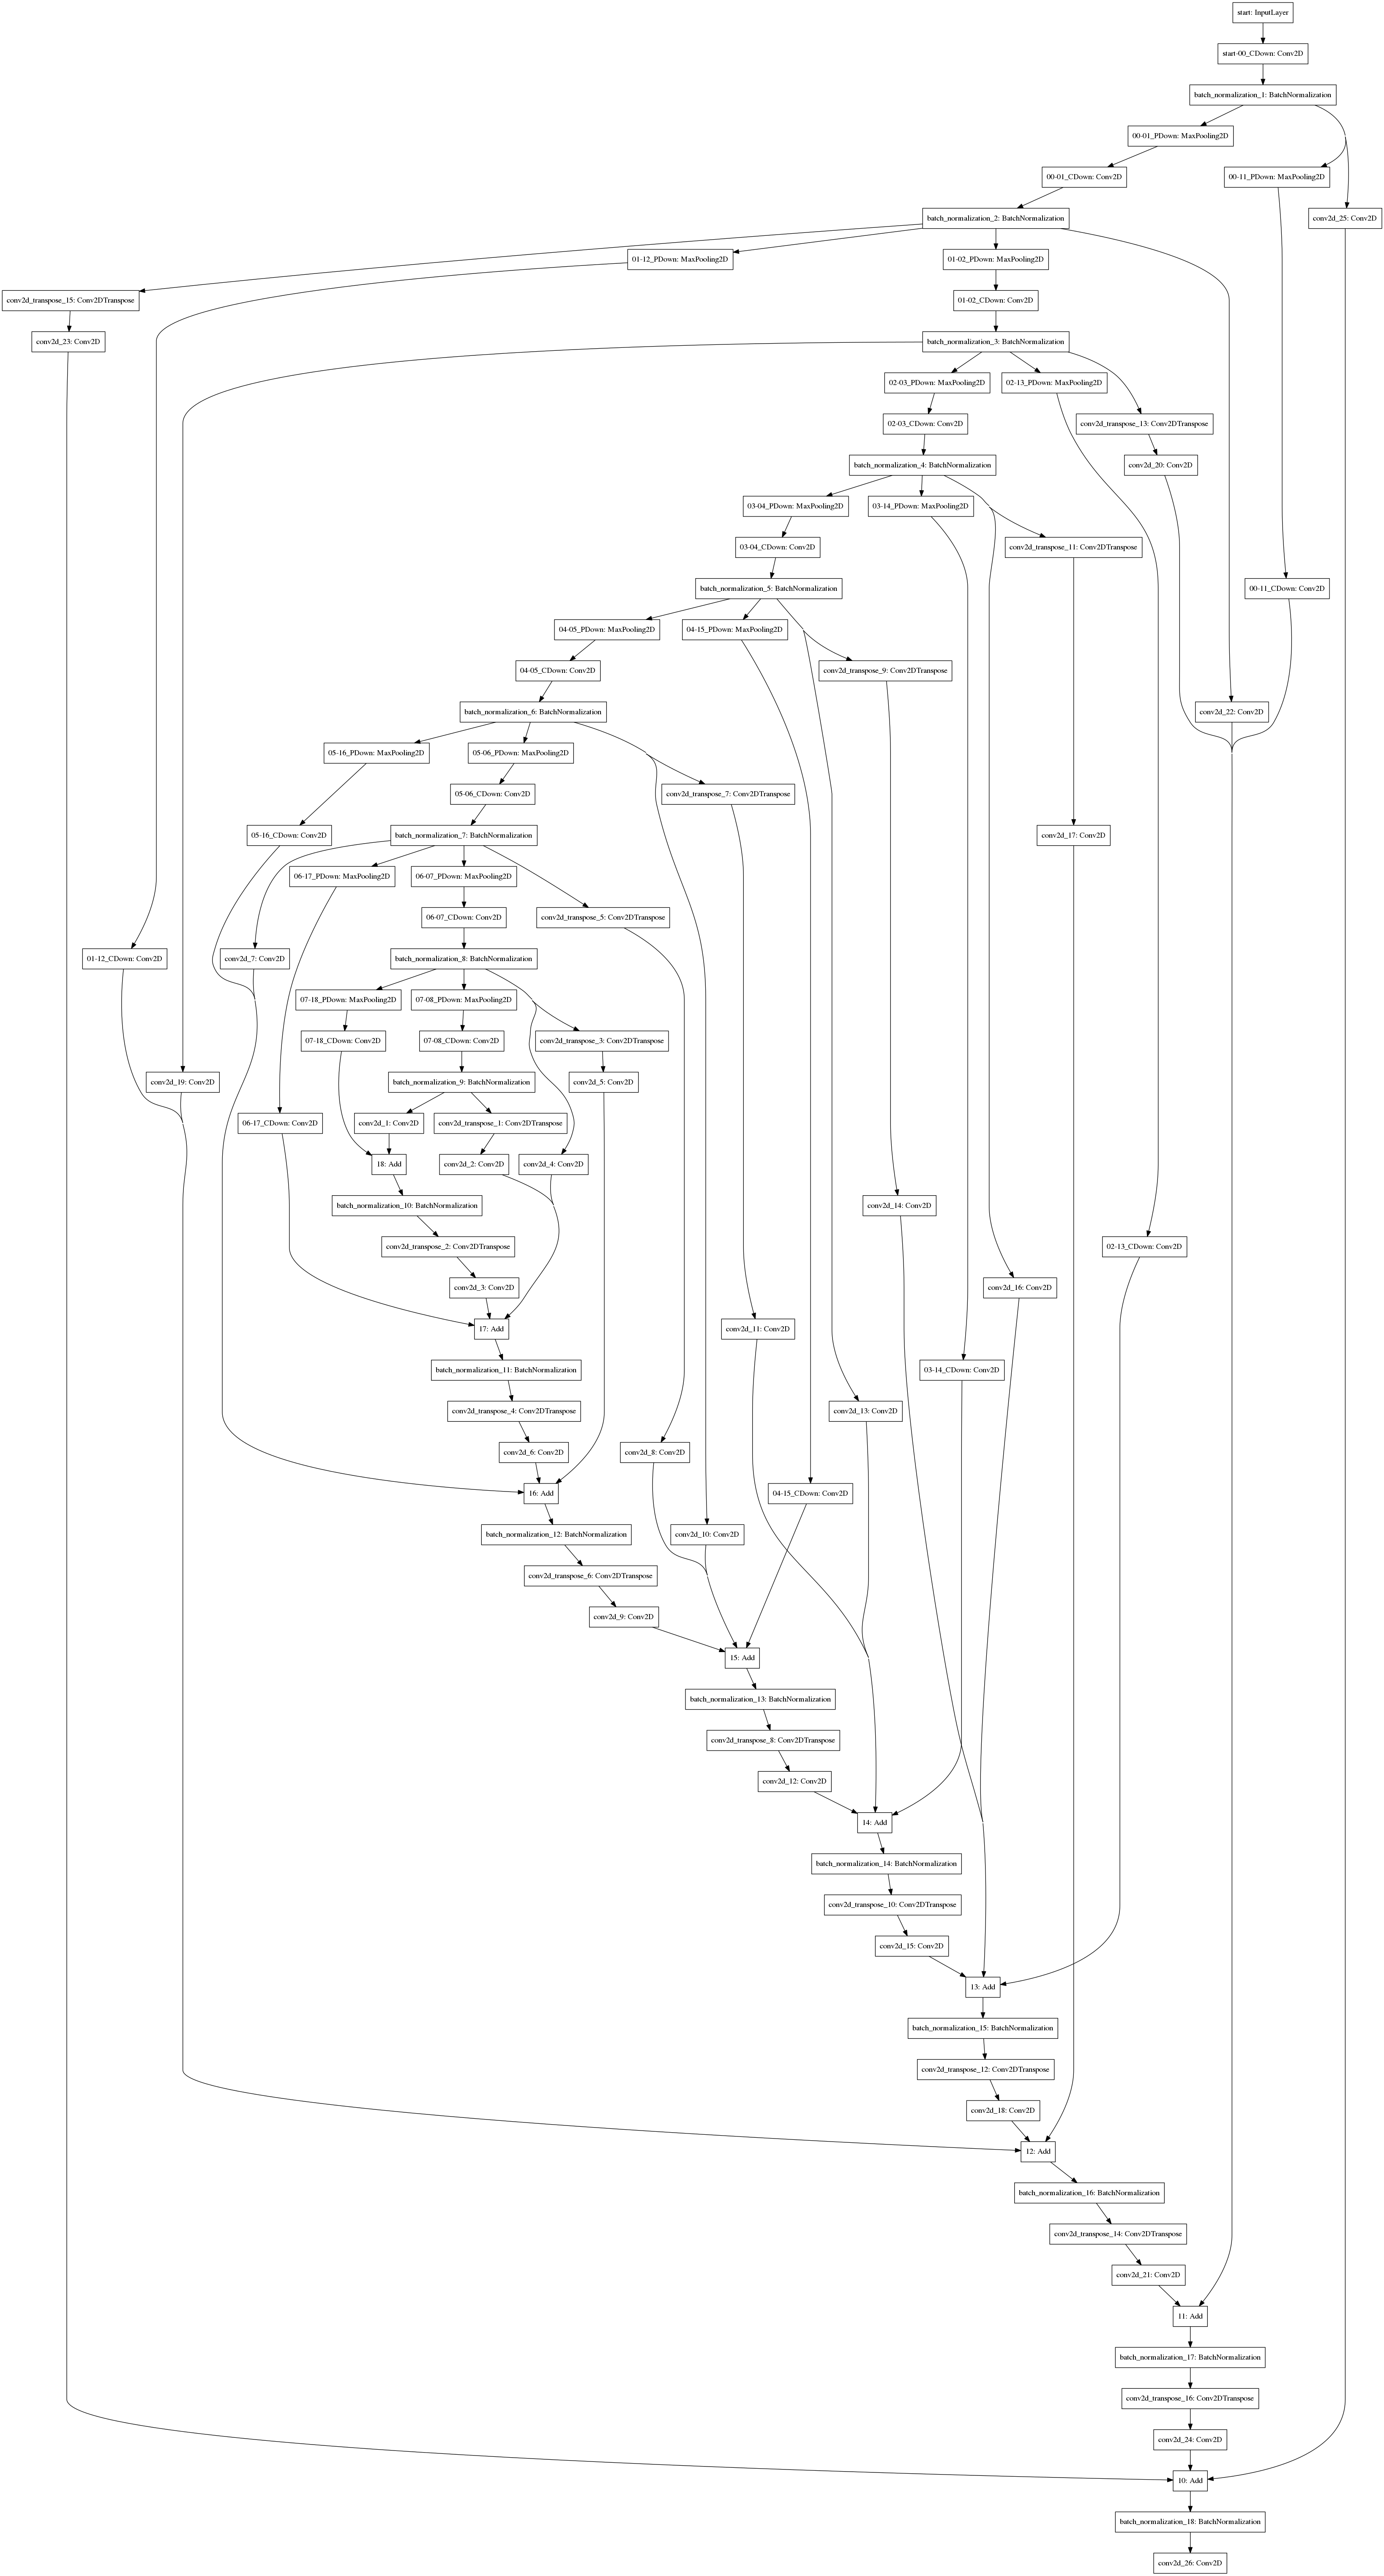 start: InputLayer
start-00_CDown: Conv2D
batch_normalization_1: BatchNormalization
00-01_PDown: MaxPooling2D
00-01_CDown: Conv2D
00-11_PDown: MaxPooling2D
batch_normalization_2: BatchNormalization
conv2d_25: Conv2D
01-12_PDown: MaxPooling2D
01-02_PDown: MaxPooling2D
conv2d_transpose_15: Conv2DTranspose
01-02_CDown: Conv2D
conv2d_23: Conv2D
batch_normalization_3: BatchNormalization
02-03_PDown: MaxPooling2D
02-13_PDown: MaxPooling2D
02-03_CDown: Conv2D
conv2d_transpose_13: Conv2DTranspose
batch_normalization_4: BatchNormalization
conv2d_20: Conv2D
03-04_PDown: MaxPooling2D
03-14_PDown: MaxPooling2D
03-04_CDown: Conv2D
conv2d_transpose_11: Conv2DTranspose
batch_normalization_5: BatchNormalization
00-11_CDown: Conv2D
04-05_PDown: MaxPooling2D
04-15_PDown: MaxPooling2D
04-05_CDown: Conv2D
conv2d_transpose_9: Conv2DTranspose
batch_normalization_6: BatchNormalization
conv2d_22: Conv2D
05-16_PDown: MaxPooling2D
05-06_PDown: MaxPooling2D
05-06_CDown: Conv2D
conv2d_transpose_7: Conv2DTranspose
05-16_CDown: Conv2D
batch_normalization_7: BatchNormalization
conv2d_17: Conv2D
06-17_PDown: MaxPooling2D
06-07_PDown: MaxPooling2D
06-07_CDown: Conv2D
conv2d_transpose_5: Conv2DTranspose
01-12_CDown: Conv2D
conv2d_7: Conv2D
batch_normalization_8: BatchNormalization
07-18_PDown: MaxPooling2D
07-08_PDown: MaxPooling2D
07-18_CDown: Conv2D
07-08_CDown: Conv2D
conv2d_transpose_3: Conv2DTranspose
conv2d_19: Conv2D
batch_normalization_9: BatchNormalization
conv2d_5: Conv2D
06-17_CDown: Conv2D
conv2d_1: Conv2D
conv2d_transpose_1: Conv2DTranspose
18: Add
conv2d_2: Conv2D
conv2d_4: Conv2D
batch_normalization_10: BatchNormalization
conv2d_14: Conv2D
conv2d_transpose_2: Conv2DTranspose
02-13_CDown: Conv2D
conv2d_3: Conv2D
conv2d_16: Conv2D
17: Add
conv2d_11: Conv2D
batch_normalization_11: BatchNormalization
03-14_CDown: Conv2D
conv2d_transpose_4: Conv2DTranspose
conv2d_13: Conv2D
conv2d_6: Conv2D
conv2d_8: Conv2D
16: Add
04-15_CDown: Conv2D
batch_normalization_12: BatchNormalization
conv2d_10: Conv2D
conv2d_transpose_6: Conv2DTranspose
conv2d_9: Conv2D
15: Add
batch_normalization_13: BatchNormalization
conv2d_transpose_8: Conv2DTranspose
conv2d_12: Conv2D
14: Add
batch_normalization_14: BatchNormalization
conv2d_transpose_10: Conv2DTranspose
conv2d_15: Conv2D
13: Add
batch_normalization_15: BatchNormalization
conv2d_transpose_12: Conv2DTranspose
conv2d_18: Conv2D
12: Add
batch_normalization_16: BatchNormalization
conv2d_transpose_14: Conv2DTranspose
conv2d_21: Conv2D
11: Add
batch_normalization_17: BatchNormalization
conv2d_transpose_16: Conv2DTranspose
conv2d_24: Conv2D
10: Add
batch_normalization_18: BatchNormalization
conv2d_26: Conv2D